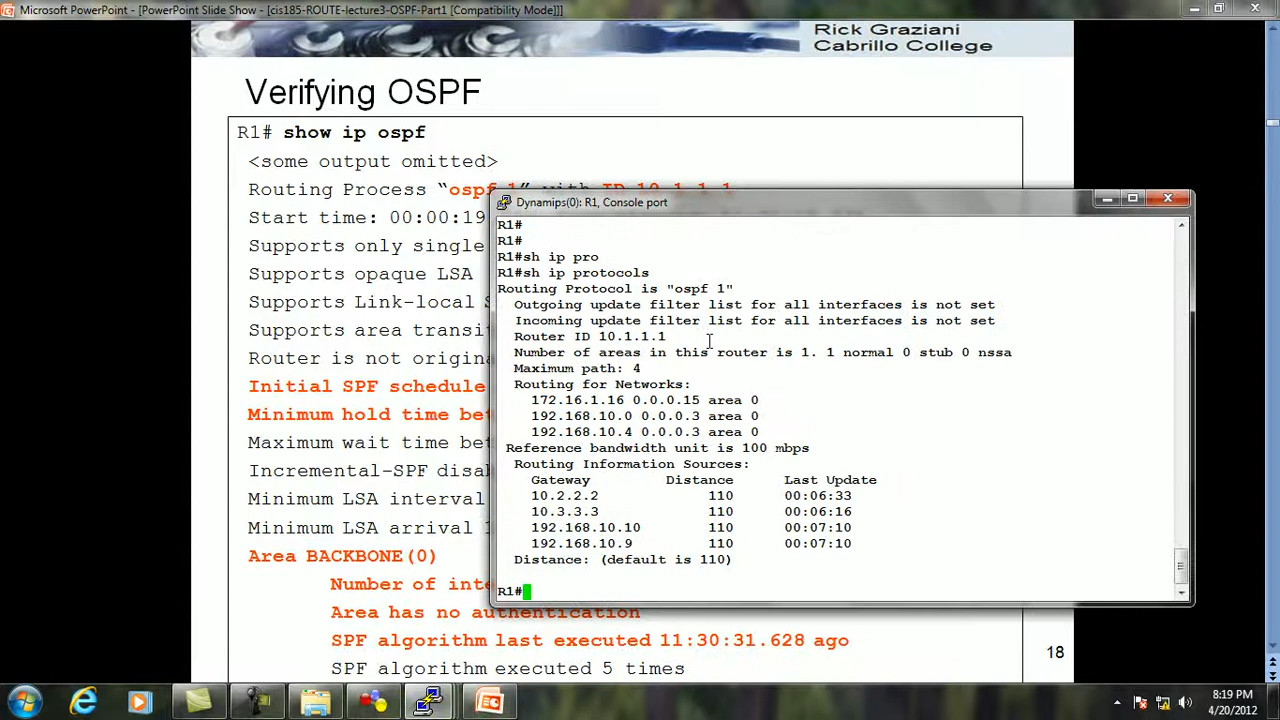 Microsoft PowerPoint - [PowerPoint Slide Show - [cis185-ROUTE-lecture3-OSPF-Part1 [Compatibility Mode]]]
Rick Graziani
Cabrillo College
Verifying OSPF
R1# show ip ospf
<some output omitted>
Routing Process “ospf 1” with ID 10.1.1.1
Start time: 00:00:19
Supports only single
Supports opaque LSA
Supports Link-local S
Supports area transit
Router is not origina
Initial SPF schedule
Minimum hold time bet
Maximum wait time bet
Incremental-SPF disa
Minimum LSA interval
Minimum LSA arrival
Area BACKBONE(0)
Number of inte
Area has no authentication
SPF algorithm last executed 11:30:31.628 ago
SPF algorithm executed 5 times
18
Dynamips(0): R1, Console port
R1#
R1#
R1#sh ip pro
R1#sh ip protocols
Routing Protocol is "ospf 1"
Outgoing update filter list for all interfaces is not set
Incoming update filter list for all interfaces is not set
Router ID 10.1.1.1
Number of areas in this router is 1. 1 normal 0 stub 0 nssa
Maximum path: 4
Routing for Networks:
172.16.1.16 0.0.0.15 area 0
192.168.10.0 0.0.0.3 area 0
192.168.10.4 0.0.0.3 area 0
Reference bandwidth unit is 100 mbps
Routing Information Sources:
Gateway Distance Last Update
10.2.2.2 110 00:06:33
10.3.3.3 110 00:06:16
192.168.10.10 110 00:07:10
192.168.10.9 110 00:07:10
Distance: (default is 110)
R1#
8:19 PM
4/20/2012